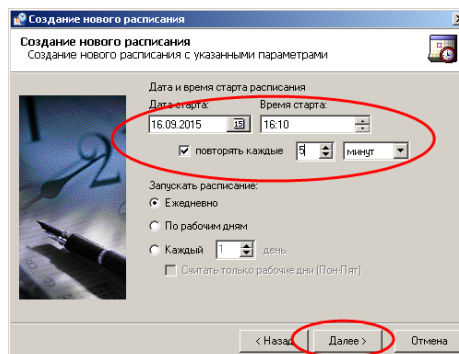 Создание нового расписания
Создание нового расписания
Создание нового расписания с указанными параметрами
Дата и время старта расписания
Дата старта: Время старта:
16.09.2015 15 16:10
повторять каждые 5 минут
Запускать расписание:
Ежедневно
По рабочим дням
Каждый 1 день
Считать только рабочие дни (Пон-Пят)
< Назад Далее > Отмена